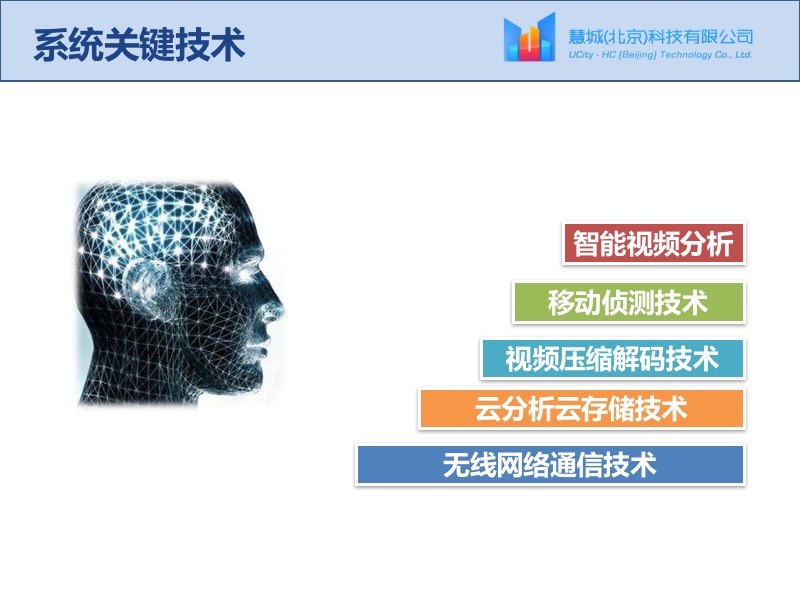 系统关键技术
慧城(北京)科技有限公司
UCity - HC (Beijing) Technology Co., Ltd.
智能视频分析
移动侦测技术
视频压缩解码技术
云分析云存储技术
无线网络通信技术